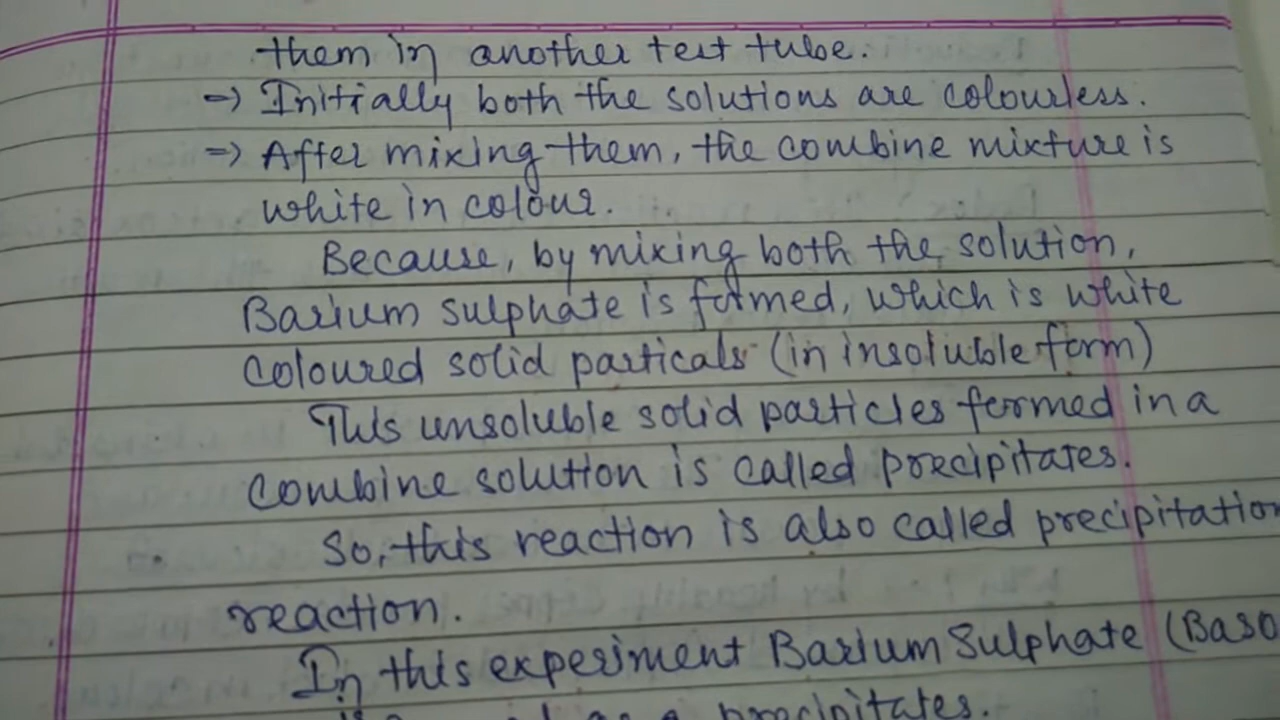 them in another test tube.
→ Initially both the solutions are colourless.
→ After mixing them, the combine mixture is
white in colour.
Because, by mixing both the solution,
Barium sulphate is formed, which is white
coloured solid particals (in insoluble form)
This unsoluble solid particles formed in a
combine solution is called precipitates.
So, this reaction is also called precipitation
reaction.
In this experiment Barium Sulphate (BaSO
as a precipitates.